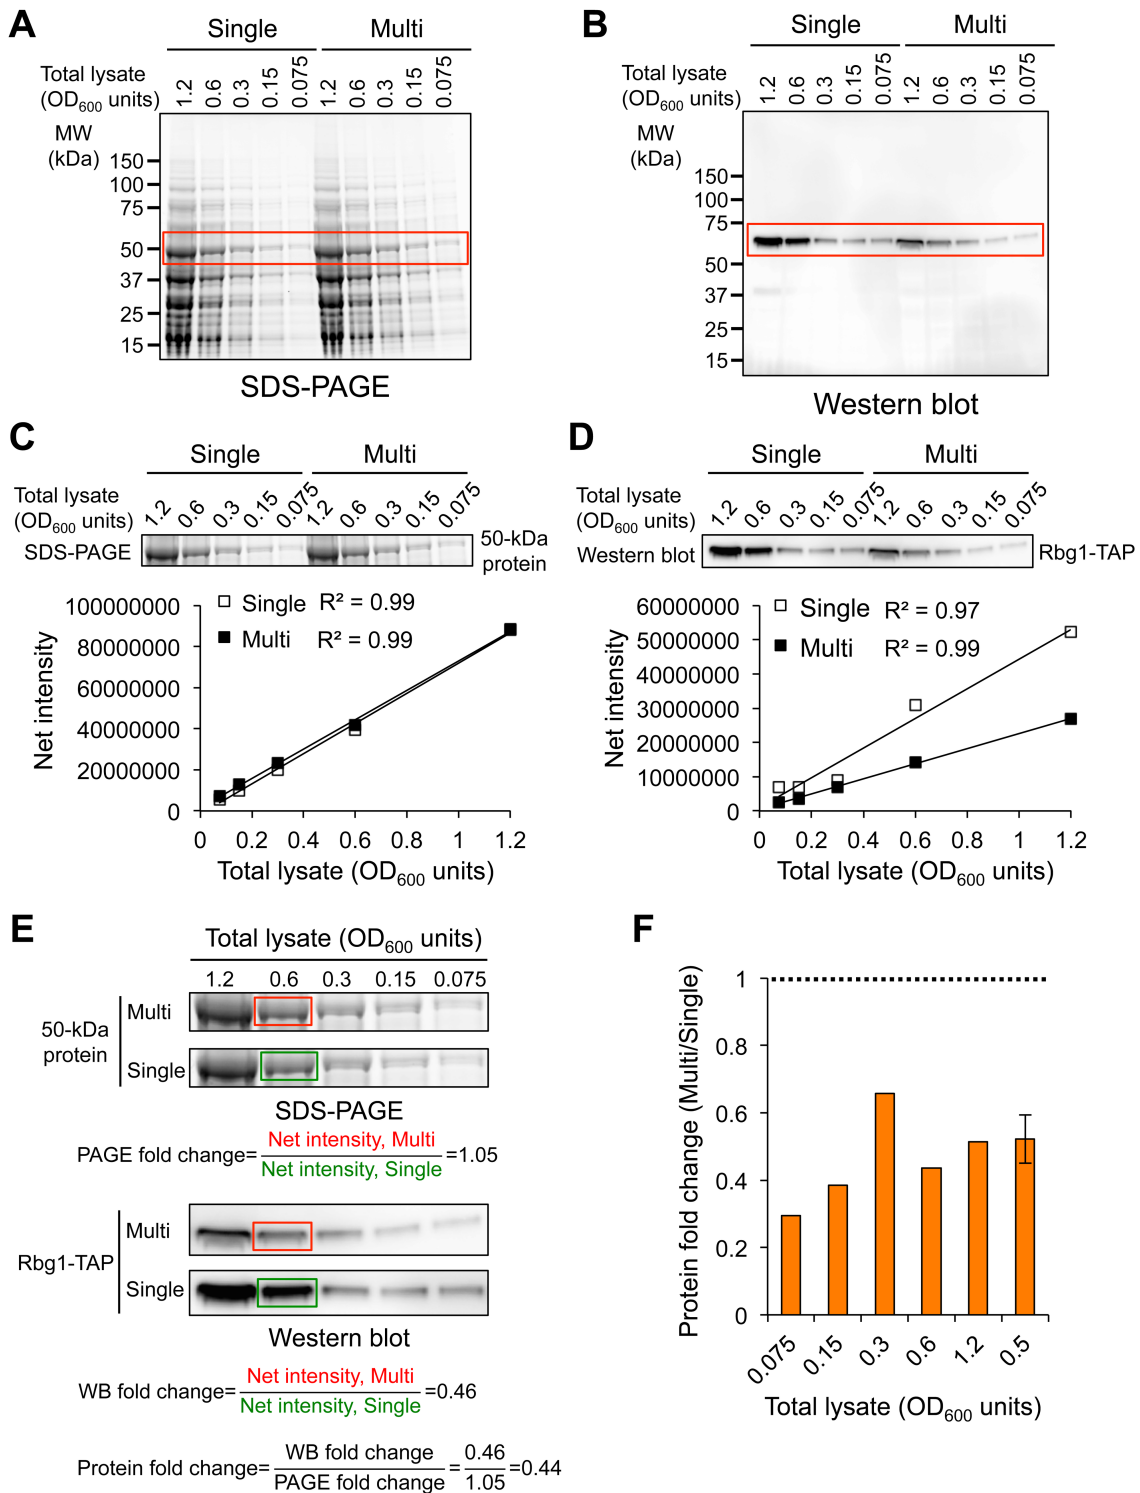 A
Single Multi
Total lysate
(OD600 units)
1.2 0.6 0.3 0.15 0.075 1.2 0.6 0.3 0.15 0.075
MW
(kDa)
150
100
75
50
37
25
15
SDS-PAGE
B
Single Multi
Total lysate
(OD600 units)
1.2 0.6 0.3 0.15 0.075 1.2 0.6 0.3 0.15 0.075
MW
(kDa)
150
100
75
50
37
25
15
Western blot
C
Single Multi
Total lysate
(OD600 units)
1.2 0.6 0.3 0.15 0.075 1.2 0.6 0.3 0.15 0.075
SDS-PAGE
50-kDa
protein
Single R² = 0.99
Multi R² = 0.99
Net intensity
100000000
80000000
60000000
40000000
20000000
0
0 0.2 0.4 0.6 0.8 1 1.2
Total lysate (OD600 units)
D
Single Multi
Total lysate
(OD600 units)
1.2 0.6 0.3 0.15 0.075 1.2 0.6 0.3 0.15 0.075
Western blot
Rbg1-TAP
Single R² = 0.97
Multi R² = 0.99
Net intensity
60000000
50000000
40000000
30000000
20000000
10000000
0
0 0.2 0.4 0.6 0.8 1 1.2
Total lysate (OD600 units)
E
Total lysate (OD600 units)
1.2 0.6 0.3 0.15 0.075
50-kDa
protein
Multi
Single
SDS-PAGE
PAGE fold change= Net intensity, Multi / Net intensity, Single =1.05
Rbg1-TAP
Multi
Single
Western blot
WB fold change= Net intensity, Multi / Net intensity, Single =0.46
Protein fold change= WB fold change / PAGE fold change = 0.46 / 1.05 =0.44
F
Protein fold change (Multi/Single)
1
0.8
0.6
0.4
0.2
0
0.075 0.15 0.3 0.6 1.2 0.5
Total lysate (OD600 units)